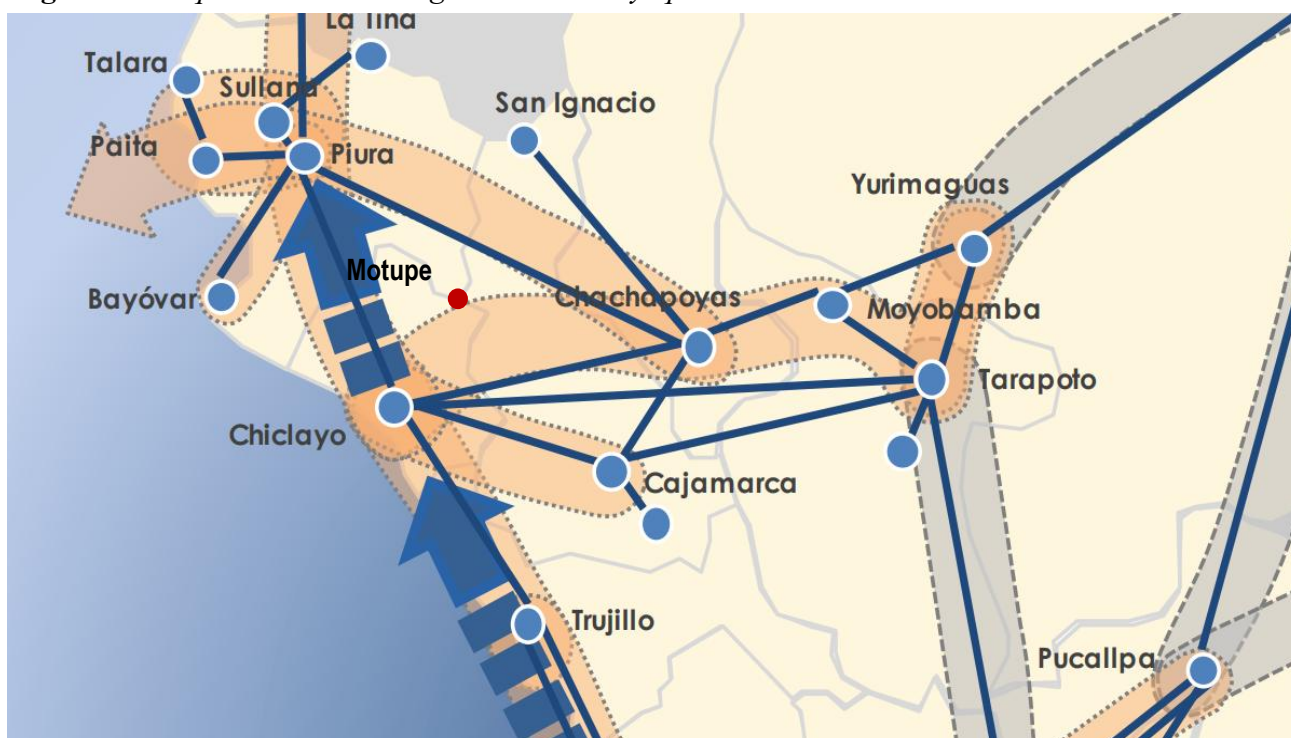 La Tina
Talara
Sullana
San Ignacio
Paita
Piura
Yurimaguas
Motupe
Bayóvar
Chachapoyas
Moyobamba
Tarapoto
Chiclayo
Cajamarca
Trujillo
Pucallpa